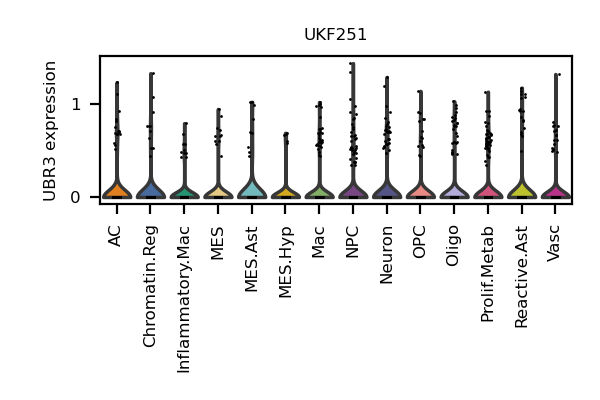 UKF251
UBR3 expression
1
0
AC
Chromatin.Reg
Inflammatory.Mac
MES
MES.Ast
MES.Hyp
Mac
NPC
Neuron
OPC
Oligo
Prolif.Metab
Reactive.Ast
Vasc